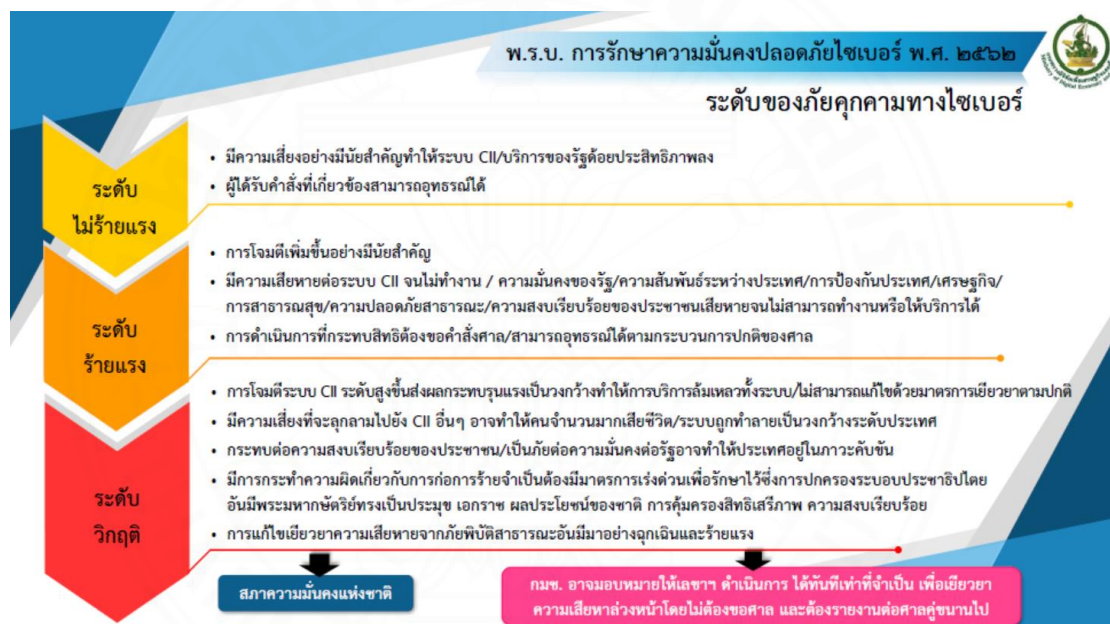 พ.ร.บ. การรักษาความมั่นคงปลอดภัยไซเบอร์ พ.ศ. ๒๕๖๒
ระดับของภัยคุกคามทางไซเบอร์
ระดับ
ไม่ร้ายแรง
• มีความเสี่ยงอย่างมีนัยสำคัญทำให้ระบบ CII/บริการของรัฐด้อยประสิทธิภาพลง
• ผู้ได้รับคำสั่งที่เกี่ยวข้องสามารถอุทธรณ์ได้
ระดับ
ร้ายแรง
• การโจมตีเพิ่มขึ้นอย่างมีนัยสำคัญ
• มีความเสียหายต่อระบบ CII จนไม่ทำงาน / ความมั่นคงของรัฐ/ความสัมพันธ์ระหว่างประเทศ/การป้องกันประเทศ/เศรษฐกิจ/
การสาธารณสุข/ความปลอดภัยสาธารณะ/ความสงบเรียบร้อยของประชาชนเสียหายจนไม่สามารถทำงานหรือให้บริการได้
• การดำเนินการที่กระทบสิทธิต้องขอคำสั่งศาล/สามารถอุทธรณ์ได้ตามกระบวนการปกติของศาล
ระดับ
วิกฤติ
• การโจมตีระบบ CII ระดับสูงขึ้นส่งผลกระทบรุนแรงเป็นวงกว้างทำให้การบริการล้มเหลวทั้งระบบ/ไม่สามารถแก้ไขด้วยมาตรการเยียวยาตามปกติ
• มีความเสี่ยงที่จะลุกลามไปยัง CII อื่นๆ อาจทำให้คนจำนวนมากเสียชีวิต/ระบบถูกทำลายเป็นวงกว้างระดับประเทศ
• กระทบต่อความสงบเรียบร้อยของประชาชน/เป็นภัยต่อความมั่นคงต่อรัฐอาจทำให้ประเทศอยู่ในภาวะคับขัน
• มีการกระทำความผิดเกี่ยวกับการก่อการร้ายจำเป็นต้องมีมาตรการเร่งด่วนเพื่อรักษาไว้ซึ่งการปกครองระบอบประชาธิปไตย
อันมีพระมหากษัตริย์ทรงเป็นประมุข เอกราช ผลประโยชน์ของชาติ การคุ้มครองสิทธิเสรีภาพ ความสงบเรียบร้อย
• การแก้ไขเยียวยาความเสียหายจากภัยพิบัติสาธารณะอันมีมาอย่างฉุกเฉินและร้ายแรง
สภาความมั่นคงแห่งชาติ
กมช. อาจมอบหมายให้เลขาฯ ดำเนินการ ได้ทันทีเท่าที่จำเป็น เพื่อเยียวยา
ความเสียหาล่วงหน้าโดยไม่ต้องขอศาล และต้องรายงานต่อศาลคู่ขนานไป